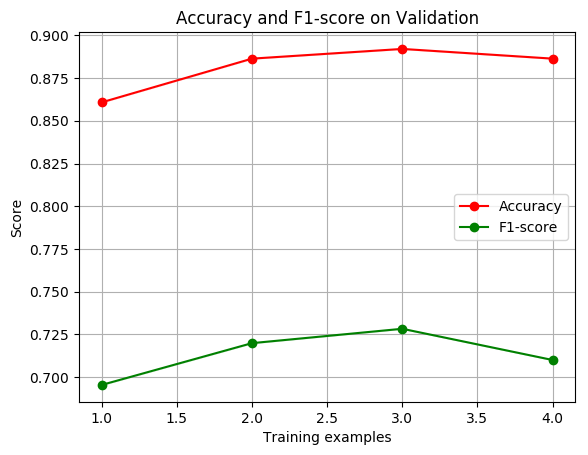 Accuracy and F1-score on Validation
0.900
0.875
0.850
0.825
0.800
0.775
0.750
0.725
0.700
Score
Accuracy
F1-score
1.0 1.5 2.0 2.5 3.0 3.5 4.0
Training examples